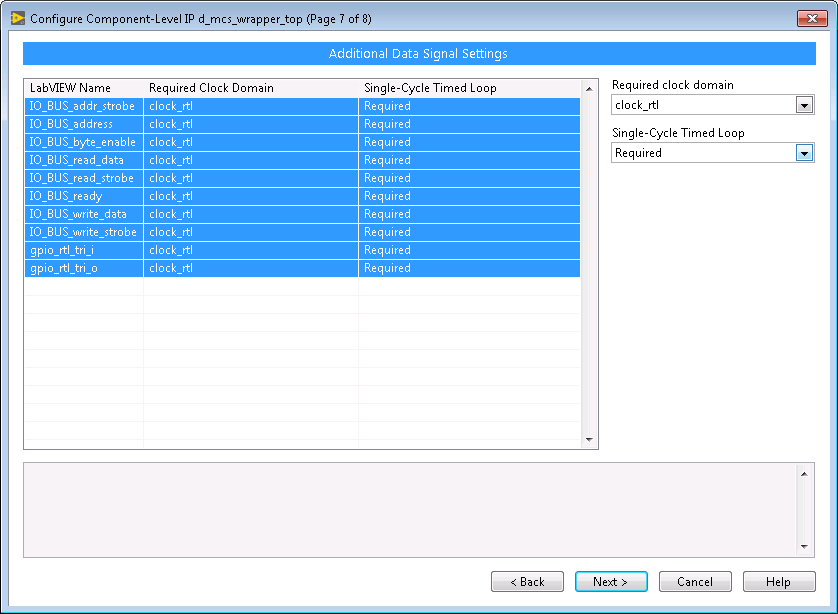 Configure Component-Level IP d_mcs_wrapper_top (Page 7 of 8)
Additional Data Signal Settings
LabVIEW Name Required Clock Domain Single-Cycle Timed Loop
IO_BUS_addr_strobe clock_rtl Required
IO_BUS_address clock_rtl Required
IO_BUS_byte_enable clock_rtl Required
IO_BUS_read_data clock_rtl Required
IO_BUS_read_strobe clock_rtl Required
IO_BUS_ready clock_rtl Required
IO_BUS_write_data clock_rtl Required
IO_BUS_write_strobe clock_rtl Required
gpio_rtl_tri_i clock_rtl Required
gpio_rtl_tri_o clock_rtl Required
Required clock domain
clock_rtl
Single-Cycle Timed Loop
Required
< Back Next > Cancel Help